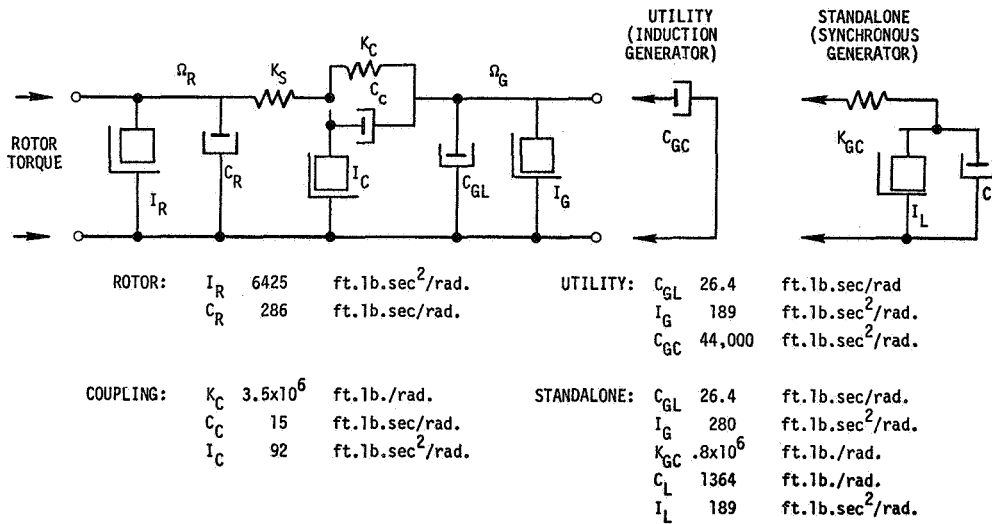 UTILITY
(INDUCTION
GENERATOR)
STANDALONE
(SYNCHRONOUS
GENERATOR)
Ω_R
K_S
K_C
C_c
Ω_G
ROTOR
TORQUE
I_R
C_R
I_C
C_GL
I_G
C_GC
K_GC
I_L
C
ROTOR: I_R 6425 ft.lb.sec²/rad.
C_R 286 ft.lb.sec/rad.
COUPLING: K_C 3.5x10⁶ ft.lb./rad.
C_C 15 ft.lb.sec/rad.
I_C 92 ft.lb.sec²/rad.
UTILITY: C_GL 26.4 ft.lb.sec/rad
I_G 189 ft.lb.sec²/rad.
C_GC 44,000 ft.lb.sec²/rad.
STANDALONE: C_GL 26.4 ft.lb.sec/rad.
I_G 280 ft.lb.sec²/rad.
K_GC .8x10⁶ ft.lb./rad.
C_L 1364 ft.lb/rad.
I_L 189 ft.lb.sec²/rad.